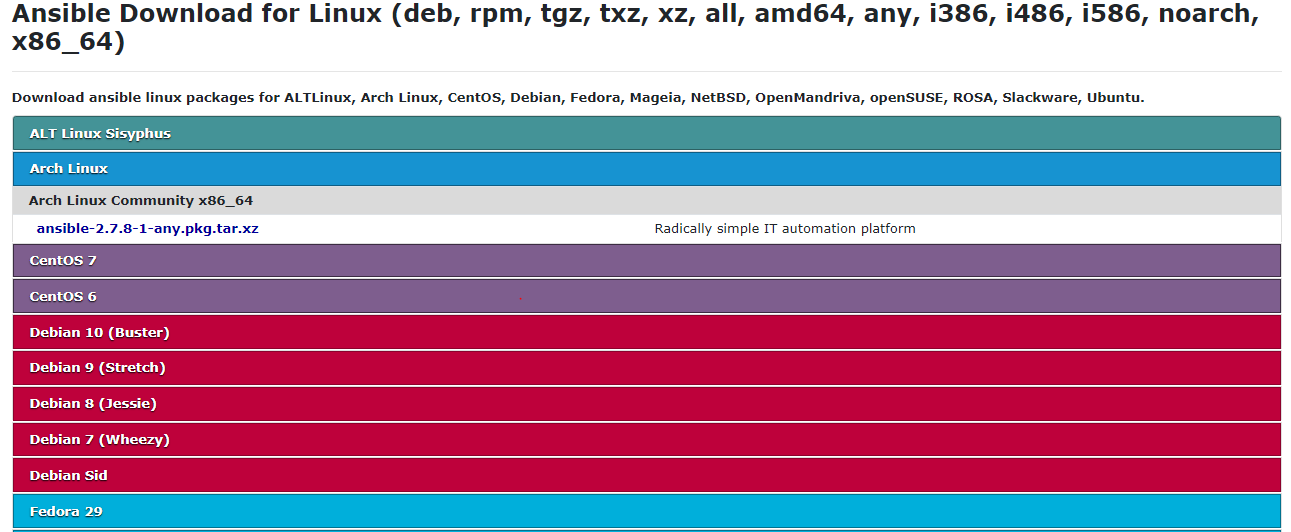 Ansible Download for Linux (deb, rpm, tgz, txz, xz, all, amd64, any, i386, i486, i586, noarch,
x86_64)
Download ansible linux packages for ALTLinux, Arch Linux, CentOS, Debian, Fedora, Mageia, NetBSD, OpenMandriva, openSUSE, ROSA, Slackware, Ubuntu.
ALT Linux Sisyphus
Arch Linux
Arch Linux Community x86_64
ansible-2.7.8-1-any.pkg.tar.xz Radically simple IT automation platform
CentOS 7
CentOS 6
Debian 10 (Buster)
Debian 9 (Stretch)
Debian 8 (Jessie)
Debian 7 (Wheezy)
Debian Sid
Fedora 29